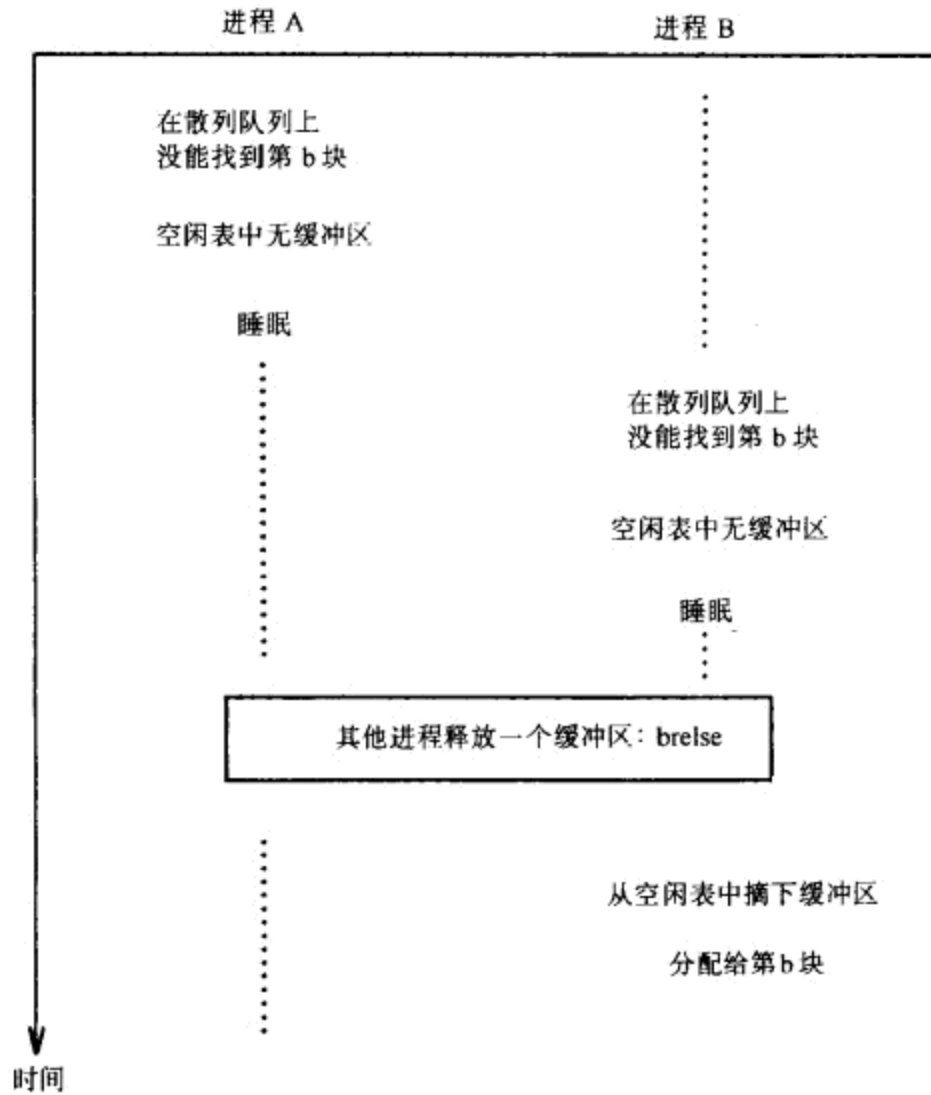 进程 A
进程 B
在散列队列上
没能找到第 b 块
空闲表中无缓冲区
睡眠
在散列队列上
没能找到第 b 块
空闲表中无缓冲区
睡眠
其他进程释放一个缓冲区：brelse
从空闲表中摘下缓冲区
分配给第 b 块
时间